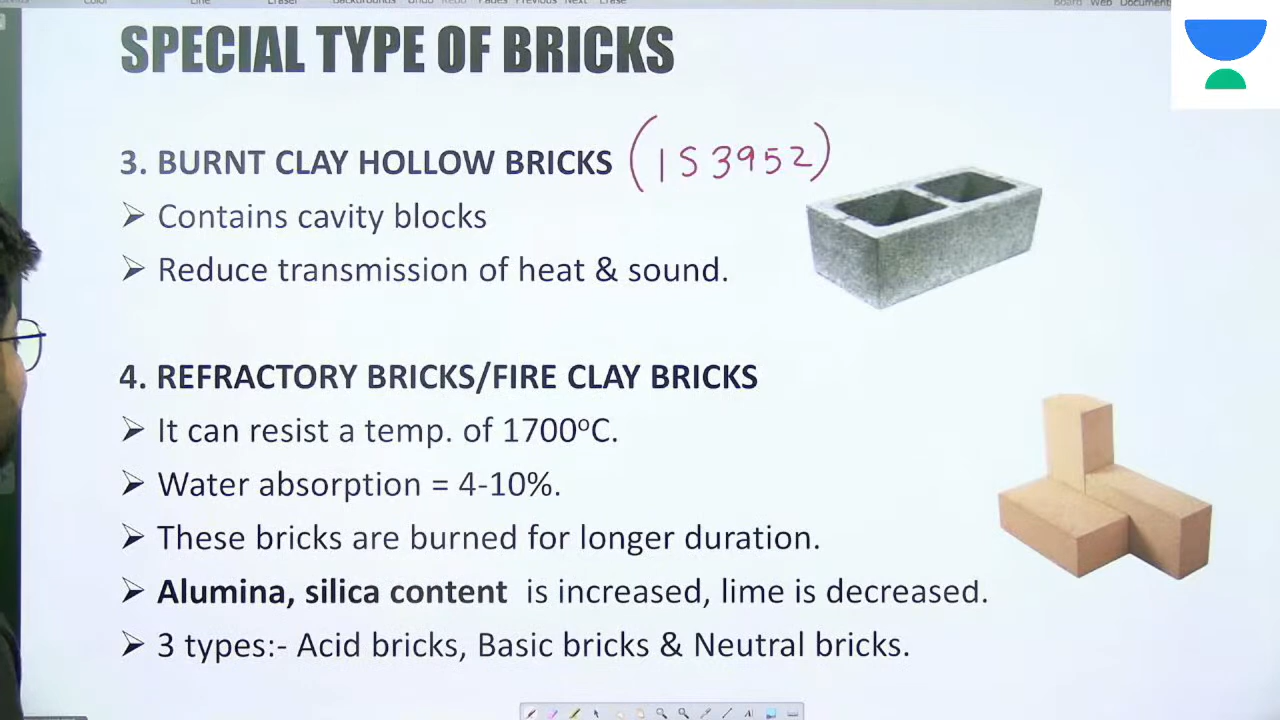 SPECIAL TYPE OF BRICKS
3. BURNT CLAY HOLLOW BRICKS (IS 3952)
➢ Contains cavity blocks
➢ Reduce transmission of heat & sound.
4. REFRACTORY BRICKS/FIRE CLAY BRICKS
➢ It can resist a temp. of 1700°C.
➢ Water absorption = 4-10%.
➢ These bricks are burned for longer duration.
➢ Alumina, silica content is increased, lime is decreased.
➢ 3 types:- Acid bricks, Basic bricks & Neutral bricks.